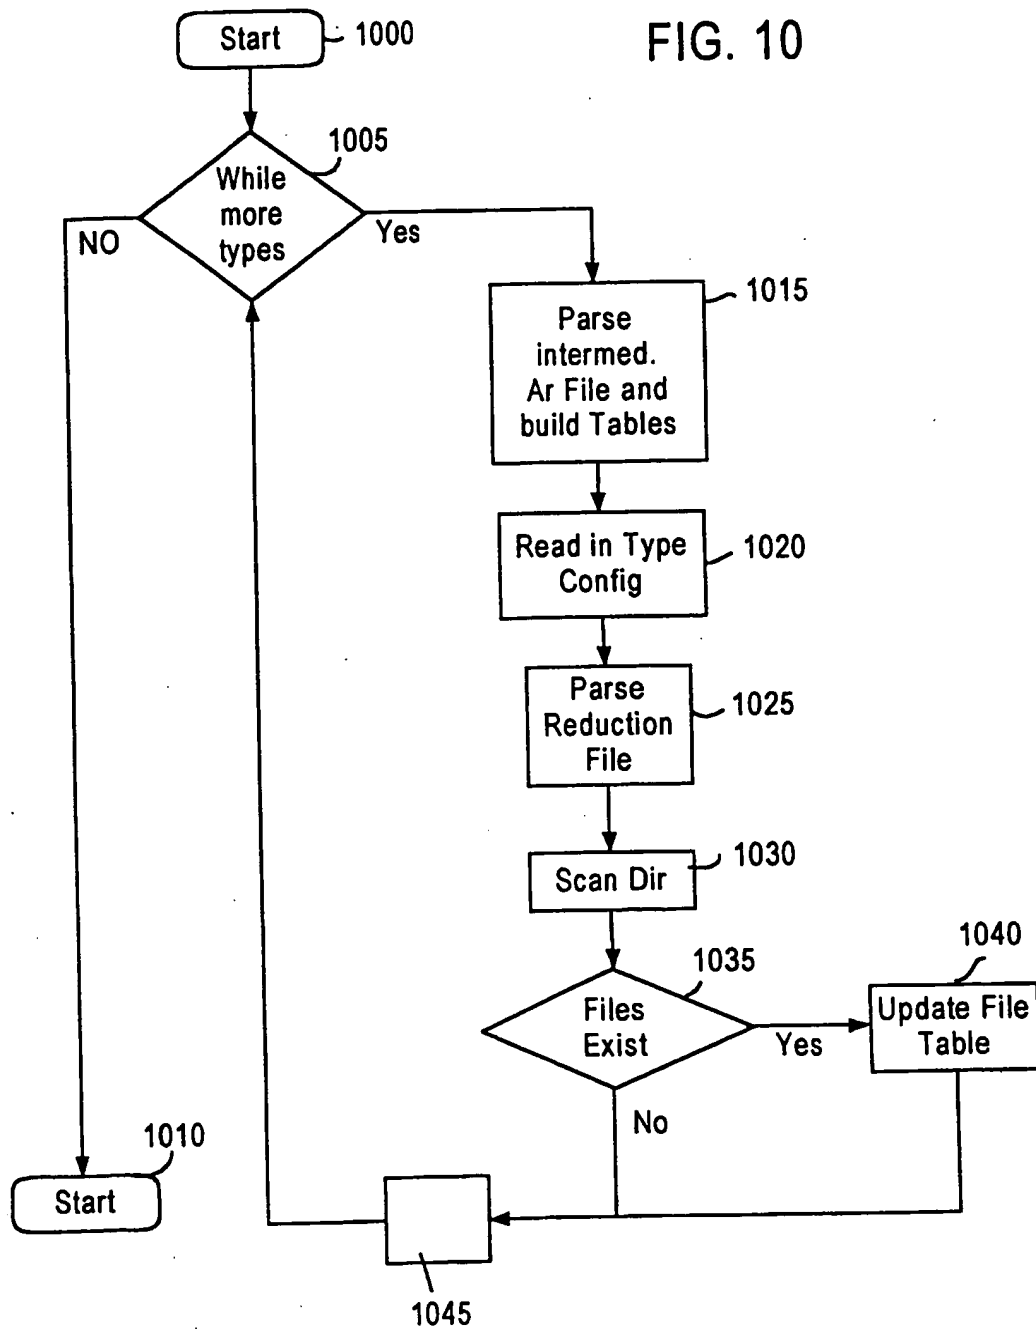 FIG. 10
Start
1000
1005
While
more
types
NO
Yes
1015
Parse
intermed.
Ar File and
build Tables
1020
Read in Type
Config
1025
Parse
Reduction
File
1030
Scan Dir
1035
Files
Exist
Yes
1040
Update File
Table
No
1010
Start
1045